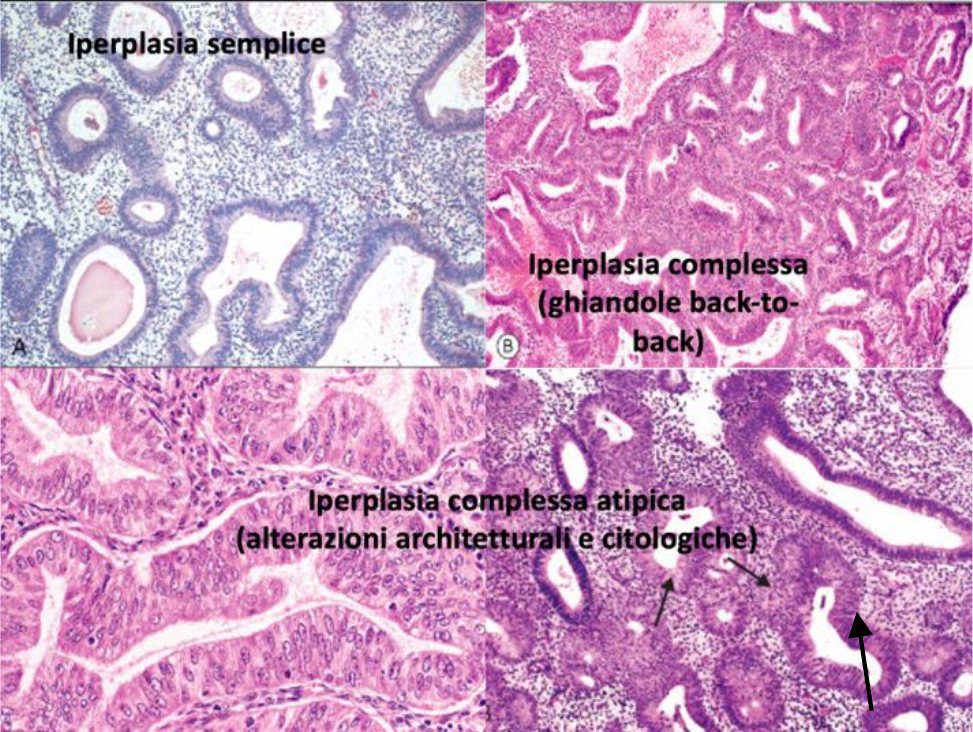 Iperplasia semplice
A
Iperplasia complessa
(ghiandole back-to-
back)
B
Iperplasia complessa atipica
(alterazioni architetturali e citologiche)